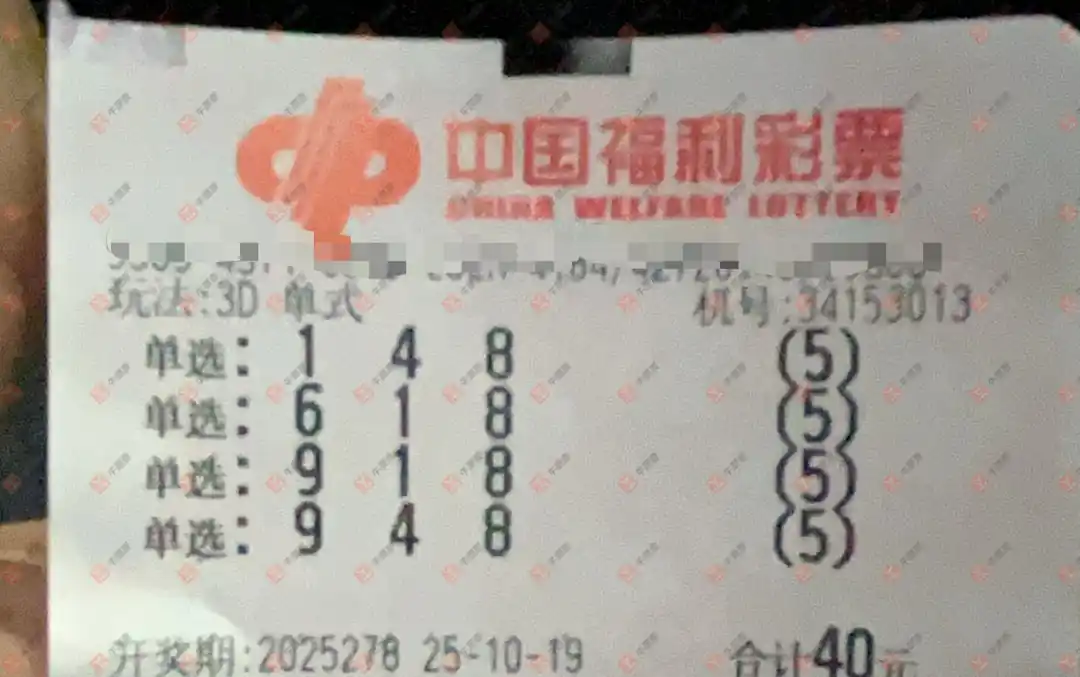 中国福利彩票
CHINA WELFARE LOTTERY
玩法:3D 单式 机号:34153013
单选: 1 4 8 (5)
单选: 6 1 8 (5)
单选: 9 1 8 (5)
单选: 9 4 8 (5)
开奖期:2025278 25-10-19 合计40元